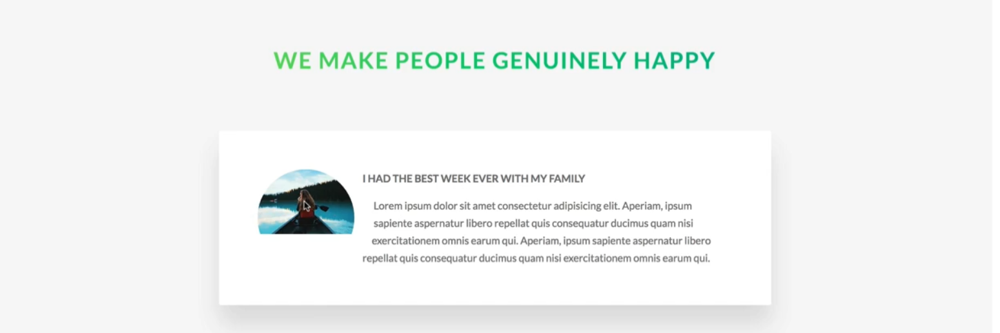 WE MAKE PEOPLE GENUINELY HAPPY
I HAD THE BEST WEEK EVER WITH MY FAMILY
Lorem ipsum dolor sit amet consectetur adipisicing elit. Aperiam, ipsum
sapiente aspernatur libero repellat quis consequatur ducimus quam nisi
exercitationem omnis earum qui. Aperiam, ipsum sapiente aspernatur libero
repellat quis consequatur ducimus quam nisi exercitationem omnis earum qui.